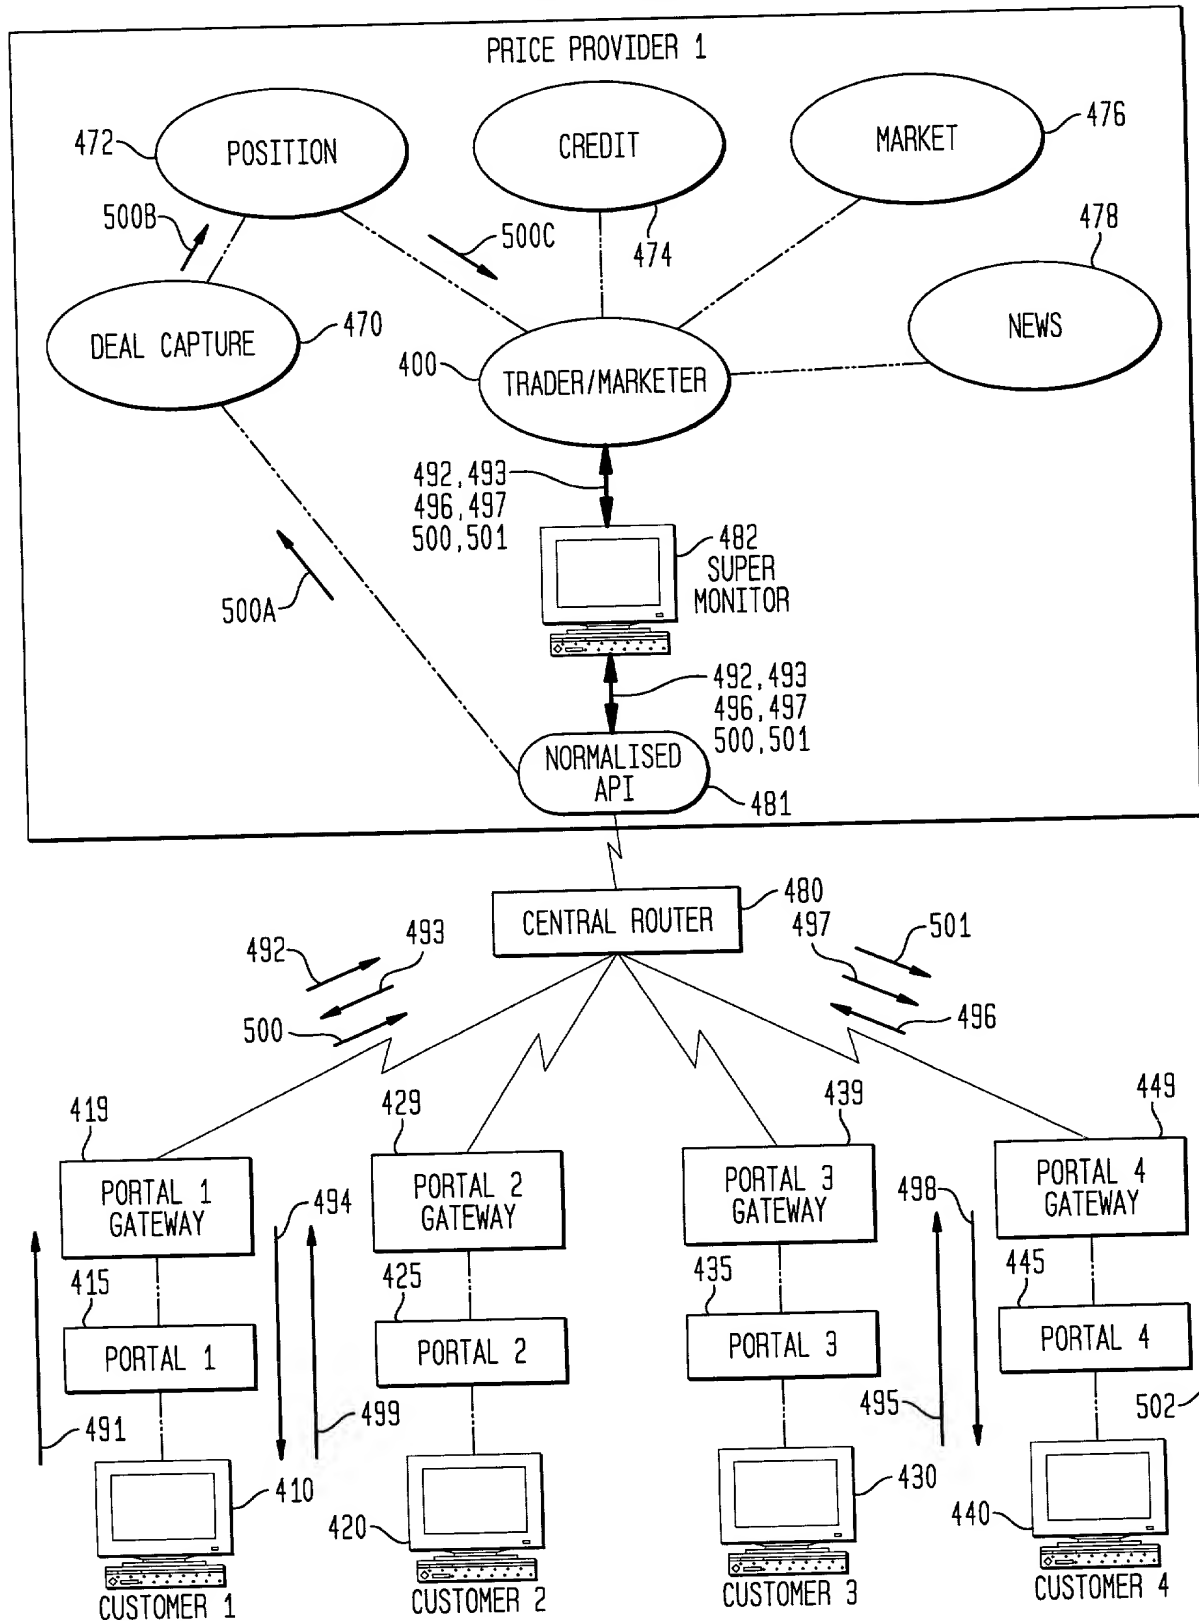 PRICE PROVIDER 1
472
POSITION
CREDIT
MARKET
476
500B
500C
474
478
DEAL CAPTURE
470
400
TRADER/MARKETER
NEWS
492,493
496,497
500,501
482
SUPER
MONITOR
500A
492,493
496,497
500,501
NORMALISED
API
481
CENTRAL ROUTER
480
492
493
500
497
501
496
419
429
439
449
PORTAL 1
GATEWAY
494
PORTAL 2
GATEWAY
PORTAL 3
GATEWAY
498
PORTAL 4
GATEWAY
415
425
435
445
PORTAL 1
PORTAL 2
PORTAL 3
PORTAL 4
491
499
495
502
410
420
430
440
CUSTOMER 1
CUSTOMER 2
CUSTOMER 3
CUSTOMER 4